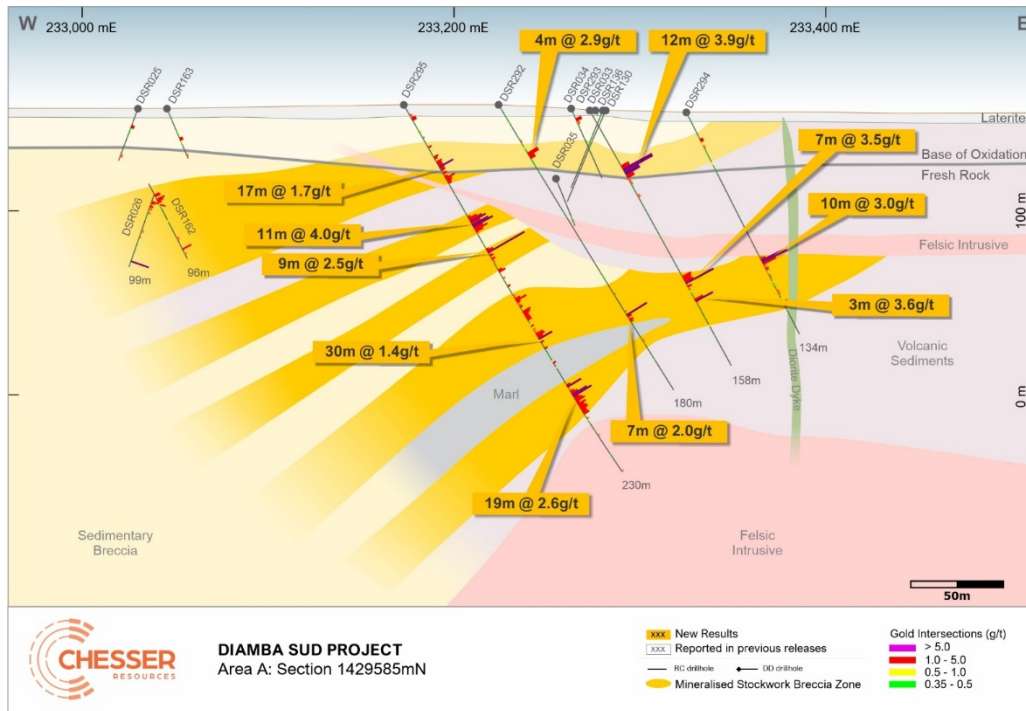 W
233,000 mE
233,200 mE
233,400 mE
E
4m @ 2.9g/t
12m @ 3.9g/t
DSR025
DSR163
DSR295
DSR292
DSR034
DSR293
DSR033
DSR136
DSR130
DSR294
Laterite
7m @ 3.5g/t
DSR035
Base of Oxidation
Fresh Rock
17m @ 1.7g/t
10m @ 3.0g/t
100m
DSR026
DSR162
11m @ 4.0g/t
Felsic Intrusive
9m @ 2.5g/t
99m
96m
3m @ 3.6g/t
134m
Volcanic
Sediments
30m @ 1.4g/t
Diorite Dyke
158m
Marl
180m
0 m
7m @ 2.0g/t
230m
19m @ 2.6g/t
Sedimentary
Breccia
Felsic
Intrusive
50m
CHESSER
RESOURCES
DIAMBA SUD PROJECT
Area A: Section 1429585mN
XXX New Results
XXX Reported in previous releases
RC drillhole
DD drillhole
Mineralised Stockwork Breccia Zone
Gold Intersections (g/t)
> 5.0
1.0 - 5.0
0.5 - 1.0
0.35 - 0.5